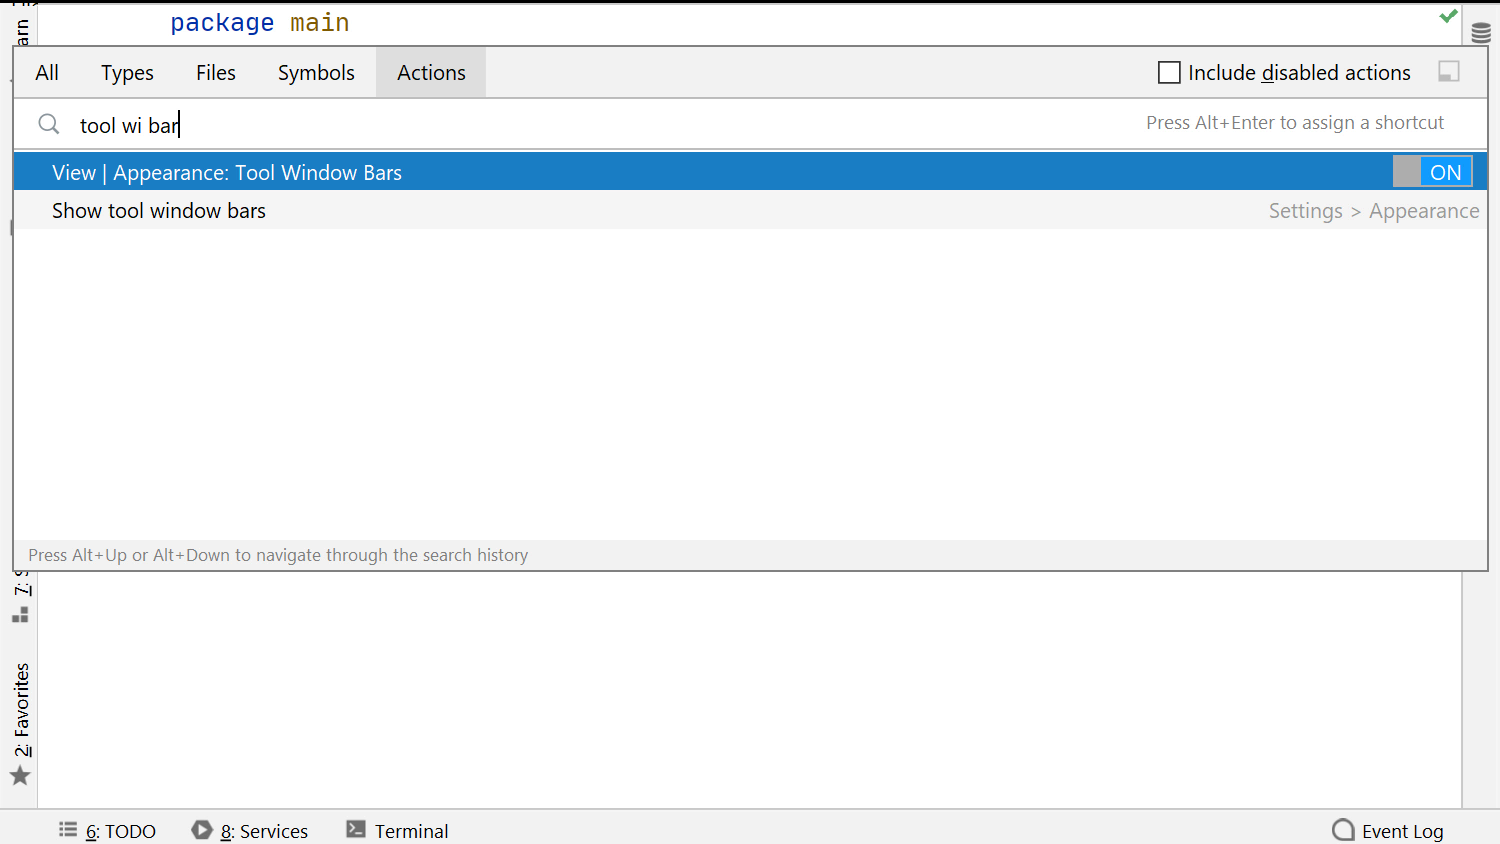 package main
All Types Files Symbols Actions Include disabled actions
tool wi bar Press Alt+Enter to assign a shortcut
View | Appearance: Tool Window Bars ON
Show tool window bars Settings > Appearance
Press Alt+Up or Alt+Down to navigate through the search history
2: Favorites
6: TODO 8: Services Terminal Event Log